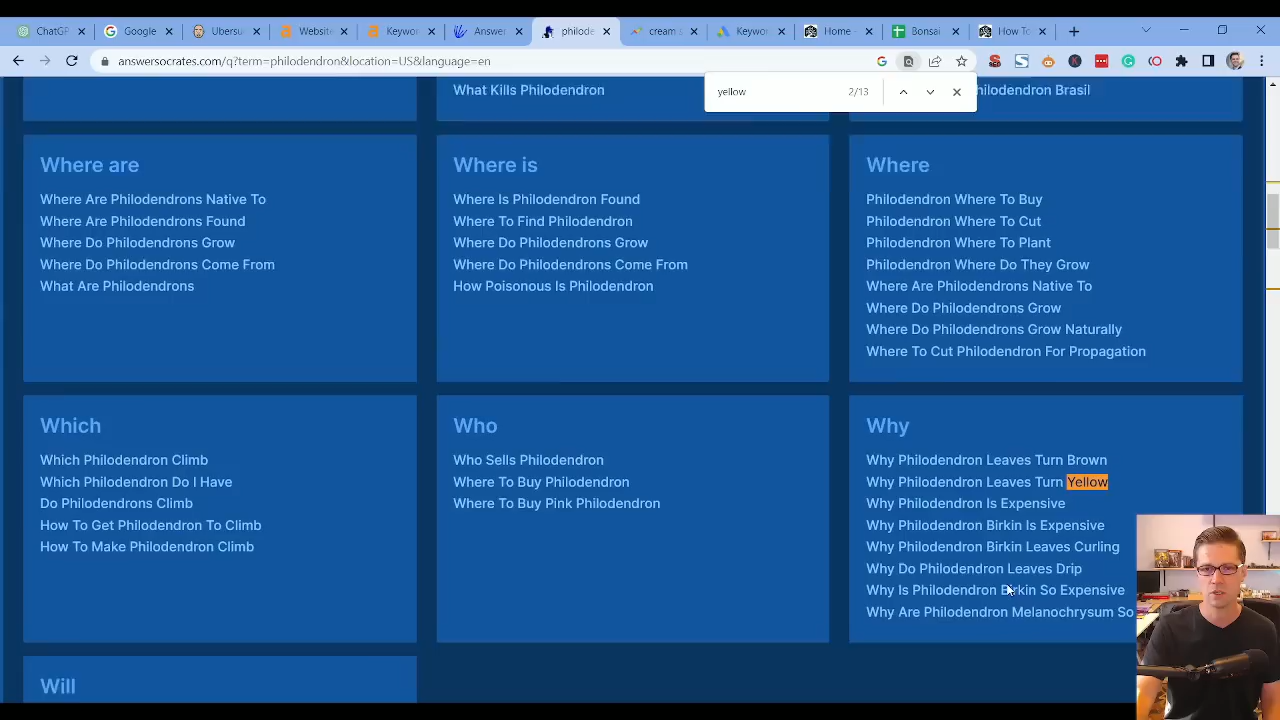 ChatGP
Google
Ubersu
Website
Keywor
Answer
philode
cream s
Keywor
Home -
Bansai
How To
answersocrates.com/q?term=philodendron&location=US&language=en
yellow 2/13
What Kills Philodendron
hilodendron Brasil
Where are
Where Are Philodendrons Native To
Where Are Philodendrons Found
Where Do Philodendrons Grow
Where Do Philodendrons Come From
What Are Philodendrons
Where is
Where Is Philodendron Found
Where To Find Philodendron
Where Do Philodendrons Grow
Where Do Philodendrons Come From
How Poisonous Is Philodendron
Where
Philodendron Where To Buy
Philodendron Where To Cut
Philodendron Where To Plant
Philodendron Where Do They Grow
Where Are Philodendrons Native To
Where Do Philodendrons Grow
Where Do Philodendrons Grow Naturally
Where To Cut Philodendron For Propagation
Which
Which Philodendron Climb
Which Philodendron Do I Have
Do Philodendrons Climb
How To Get Philodendron To Climb
How To Make Philodendron Climb
Who
Who Sells Philodendron
Where To Buy Philodendron
Where To Buy Pink Philodendron
Why
Why Philodendron Leaves Turn Brown
Why Philodendron Leaves Turn Yellow
Why Philodendron Is Expensive
Why Philodendron Birkin Is Expensive
Why Philodendron Birkin Leaves Curling
Why Do Philodendron Leaves Drip
Why Is Philodendron Birkin So Expensive
Why Are Philodendron Melanochrysum So
Will